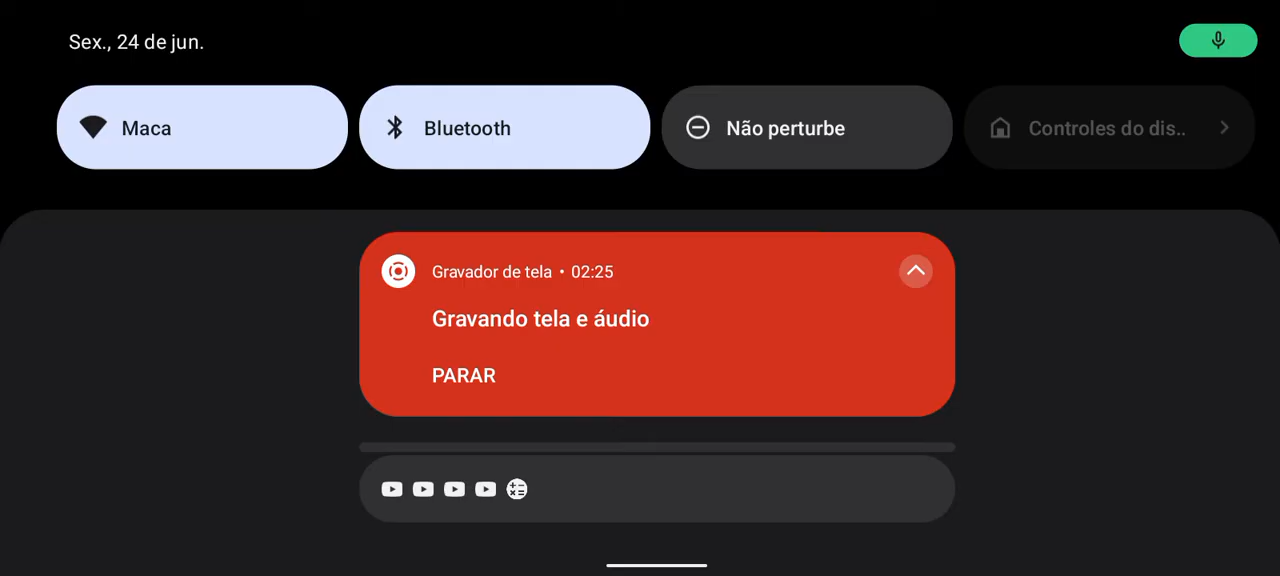 Sex., 24 de jun.
Maca
Bluetooth
Não perturbe
Controles do dis..
Gravador de tela • 02:25
Gravando tela e áudio
PARAR